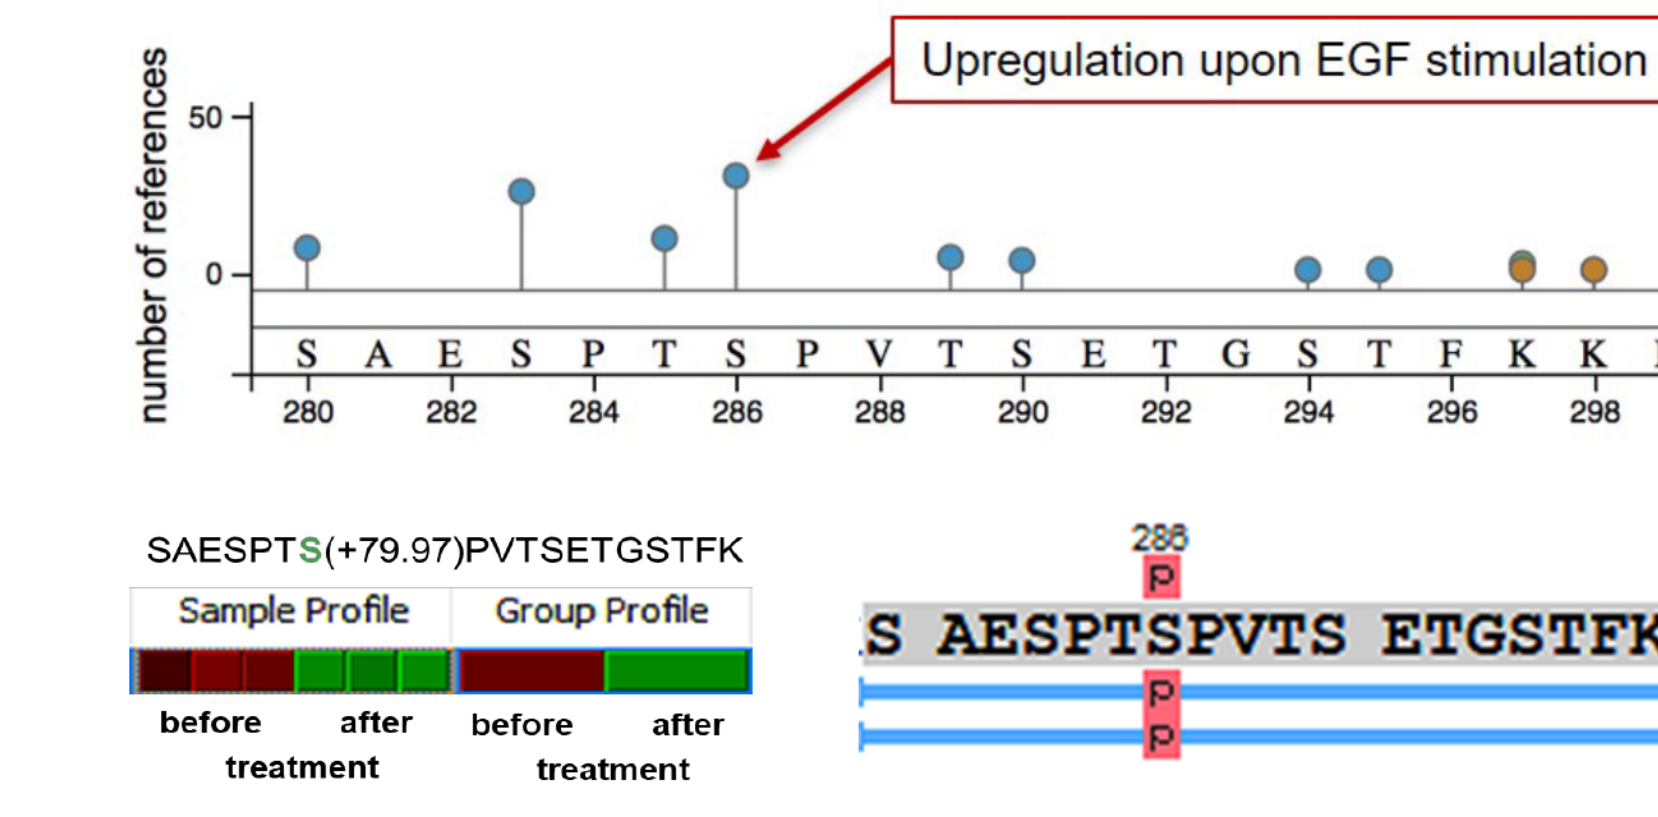 Upregulation upon EGF stimulation
number of references
50
0
S A E S P T S P V T S E T G S T F K K
280 282 284 286 288 290 292 294 296 298
SAESPTS(+79.97)PVTSETGSTFK
Sample Profile Group Profile
before after before after
treatment treatment
286
P
S AESPTSPVTS ETGSTFK
P
P